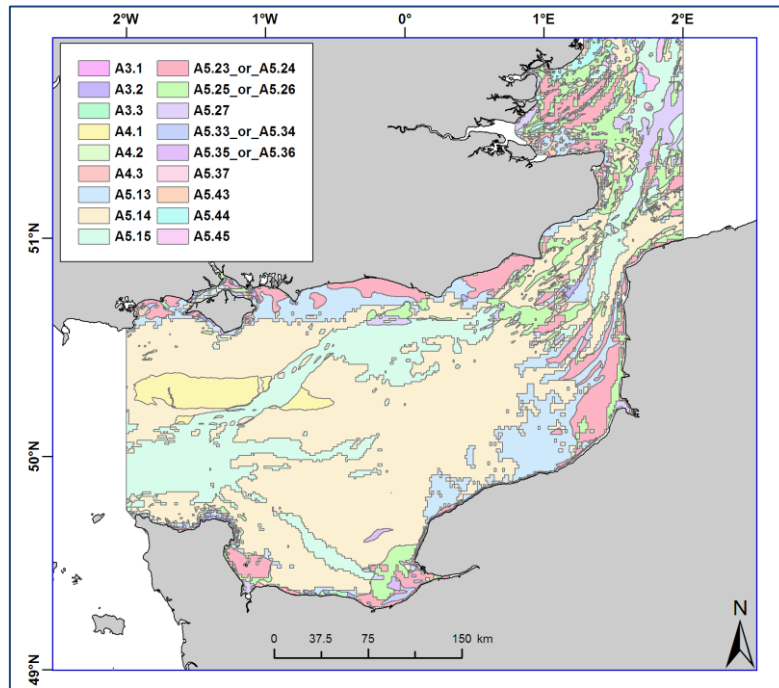 2°W 1°W 0° 1°E 2°E
A3.1 A5.23_or_A5.24
A3.2 A5.25_or_A5.26
A3.3 A5.27
A4.1 A5.33_or_A5.34
A4.2 A5.35_or_A5.36
A4.3 A5.37
A5.13 A5.43
A5.14 A5.44
A5.15 A5.45
51°N
50°N
N
0 37.5 75 150 km
49°N